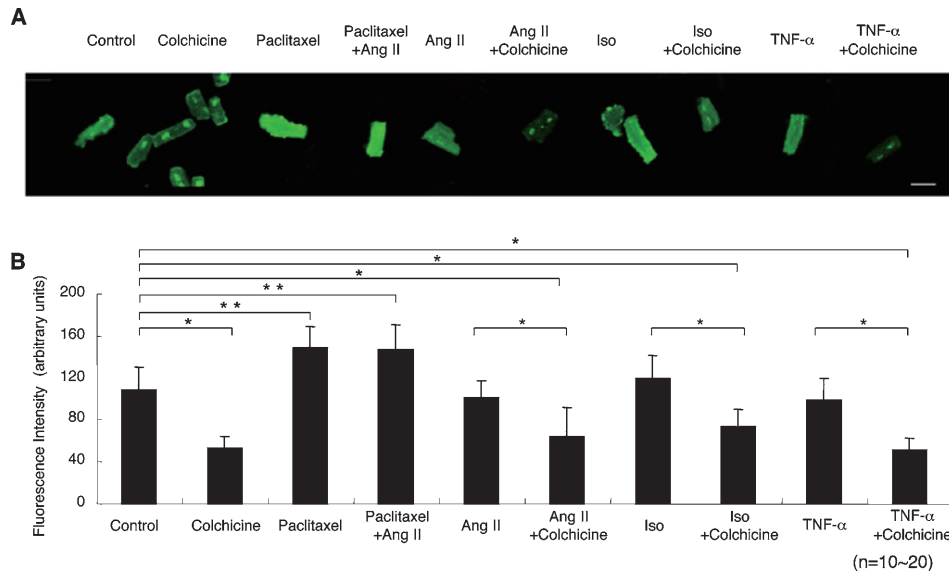 A
Control Colchicine Paclitaxel Paclitaxel +Ang II Ang II Ang II +Colchicine Iso Iso +Colchicine TNF-α TNF-α +Colchicine
B
*
*
*
* *
* *
* * * *
Fluorescence Intensity (arbitrary units)
200
160
120
80
40
0
Control Colchicine Paclitaxel Paclitaxel +Ang II Ang II Ang II +Colchicine Iso Iso +Colchicine TNF-α TNF-α +Colchicine
(n=10~20)